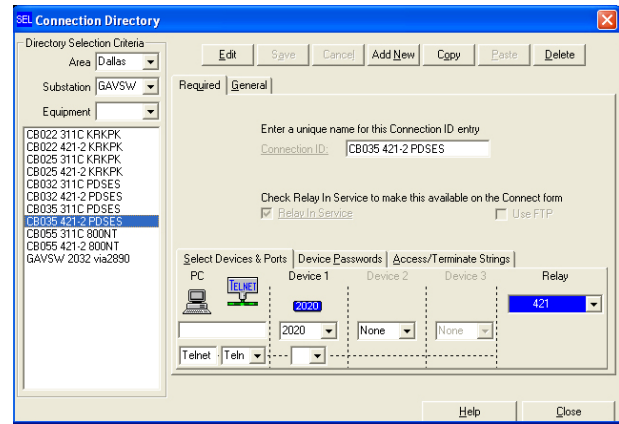 SEL Connection Directory
Directory Selection Criteria
Area Dallas
Substation GAVSW
Equipment
CB022 311C KRKPK
CB022 421-2 KRKPK
CB025 311C KRKPK
CB025 421-2 KRKPK
CB032 311C PDSES
CB032 421-2 PDSES
CB035 311C PDSES
CB035 421-2 PDSES
CB055 311C 800NT
CB055 421-2 800NT
GAVSW 2032 via2890
Edit Save Cancel Add New Copy Paste Delete
Required General
Enter a unique name for this Connection ID entry
Connection ID: CB035 421-2 PDSES
Check Relay In Service to make this available on the Connect form
Relay In Service Use FTP
Select Devices & Ports Device Passwords Access/Terminate Strings
PC TELNET Device 1 Device 2 Device 3 Relay
2020 421
2020 None None
Telnet Teln
Help Close